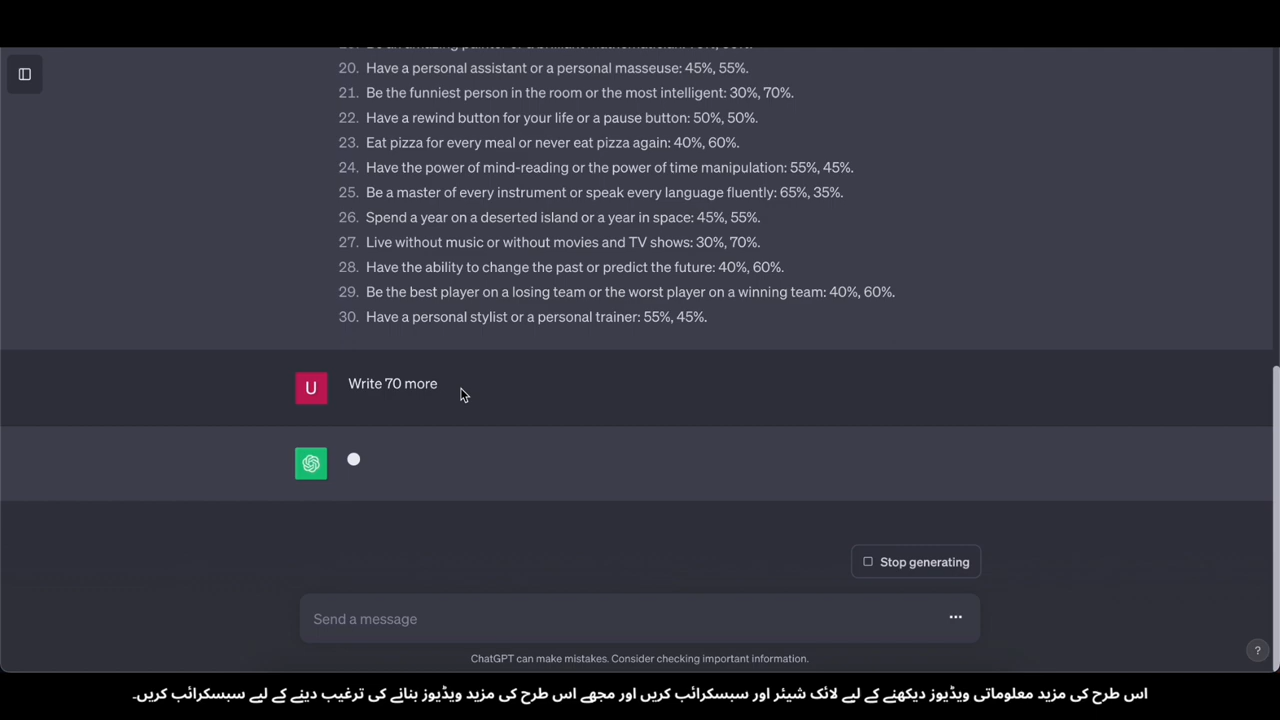 20. Have a personal assistant or a personal masseuse: 45%, 55%.
21. Be the funniest person in the room or the most intelligent: 30%, 70%.
22. Have a rewind button for your life or a pause button: 50%, 50%.
23. Eat pizza for every meal or never eat pizza again: 40%, 60%.
24. Have the power of mind-reading or the power of time manipulation: 55%, 45%.
25. Be a master of every instrument or speak every language fluently: 65%, 35%.
26. Spend a year on a deserted island or a year in space: 45%, 55%.
27. Live without music or without movies and TV shows: 30%, 70%.
28. Have the ability to change the past or predict the future: 40%, 60%.
29. Be the best player on a losing team or the worst player on a winning team: 40%, 60%.
30. Have a personal stylist or a personal trainer: 55%, 45%.
U Write 70 more
Stop generating
Send a message
ChatGPT can make mistakes. Consider checking important information.
?
اس طرح کی مزید معلوماتی ویڈیوز دیکھنے کے لیے لائک شیئر اور سبسکرائب کریں اور مجھے اس طرح کی مزید ویڈیوز بنانے کی ترغیب دینے کے لیے سبسکرائب کریں۔